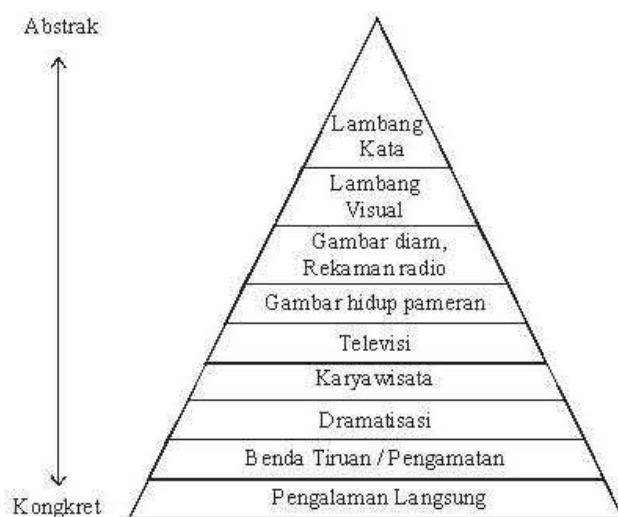 Abstrak
Lambang
Kata
Lambang
Visual
Gambar diam,
Rekaman radio
Gambar hidup pameran
Televisi
Karyawisata
Dramatisasi
Benda Tiruan / Pengamatan
Pengalaman Langsung
Kongkret